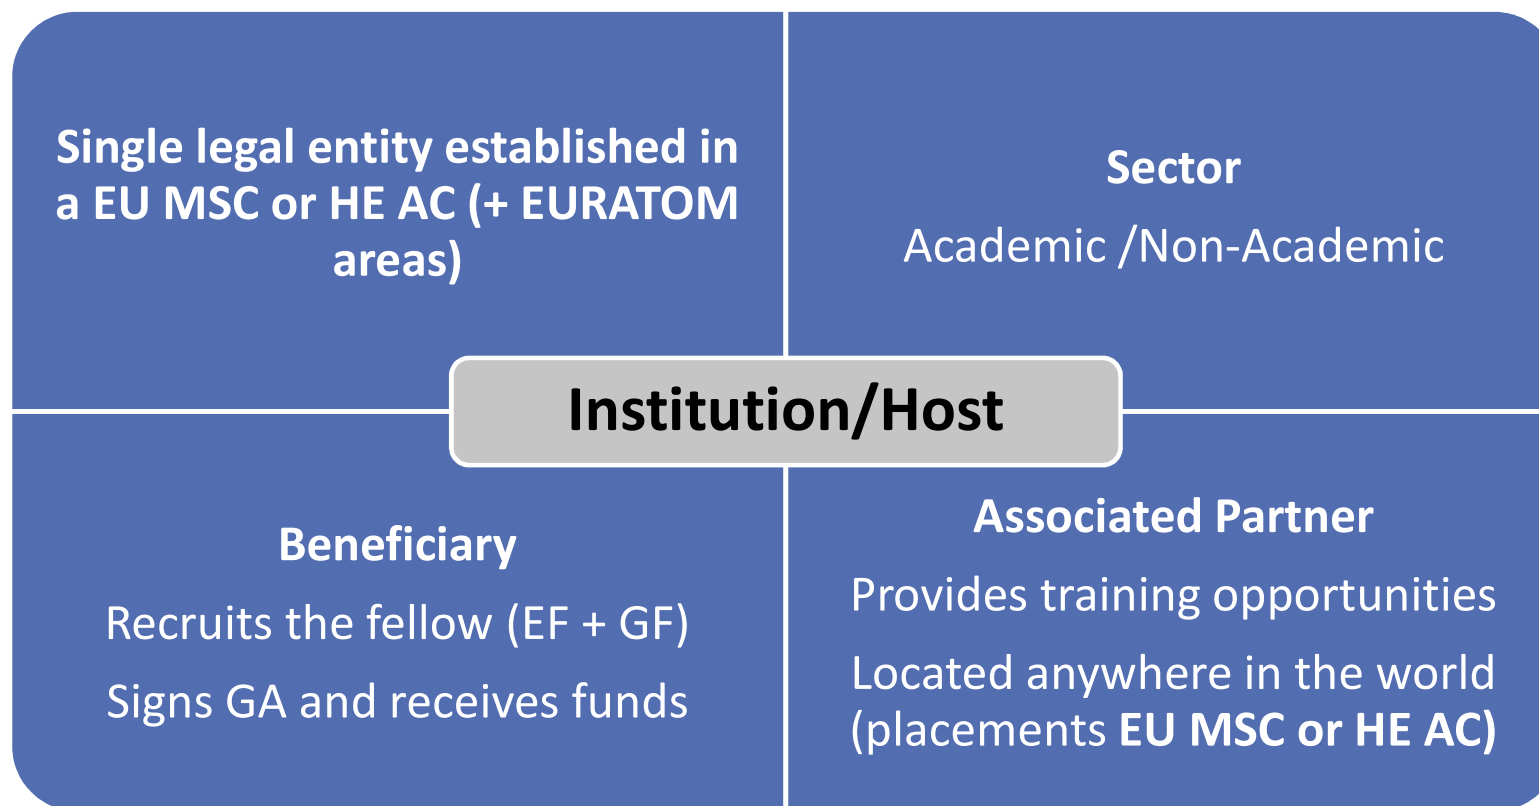 Single legal entity established in
a EU MSC or HE AC (+ EURATOM
areas)
Sector
Academic /Non-Academic
Institution/Host
Beneficiary
Recruits the fellow (EF + GF)
Signs GA and receives funds
Associated Partner
Provides training opportunities
Located anywhere in the world
(placements EU MSC or HE AC)